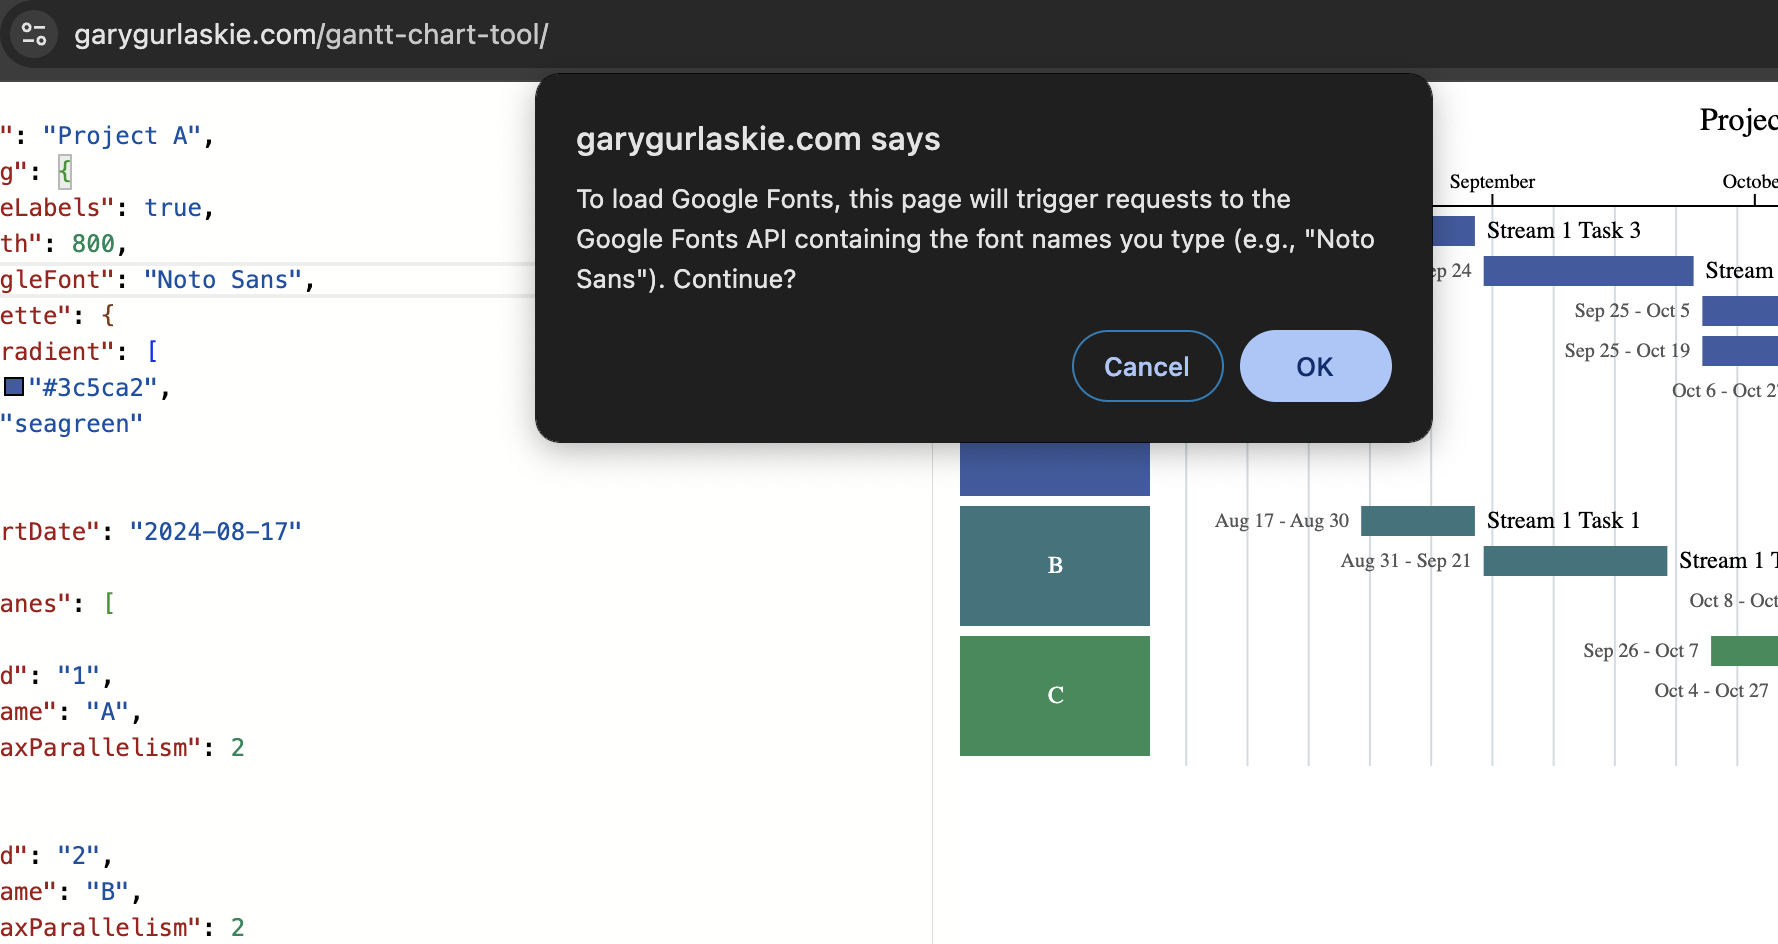 garygurlaskie.com/gantt-chart-tool/
": "Project A",
g": {
eLabels": true,
th": 800,
gleFont": "Noto Sans",
ette": {
radient": [
"#3c5ca2",
"seagreen"
rtDate": "2024-08-17"
anes": [
d": "1",
ame": "A",
axParallelism": 2
d": "2",
ame": "B",
axParallelism": 2
garygurlaskie.com says
To load Google Fonts, this page will trigger requests to the
Google Fonts API containing the font names you type (e.g., "Noto
Sans"). Continue?
Cancel
OK
Projec
September
Octobe
Stream 1 Task 3
ep 24
Stream
Sep 25 - Oct 5
Sep 25 - Oct 19
Oct 6 - Oct 2
B
Aug 17 - Aug 30
Stream 1 Task 1
Aug 31 - Sep 21
Stream 1 T
Oct 8 - Oct
C
Sep 26 - Oct 7
Oct 4 - Oct 27